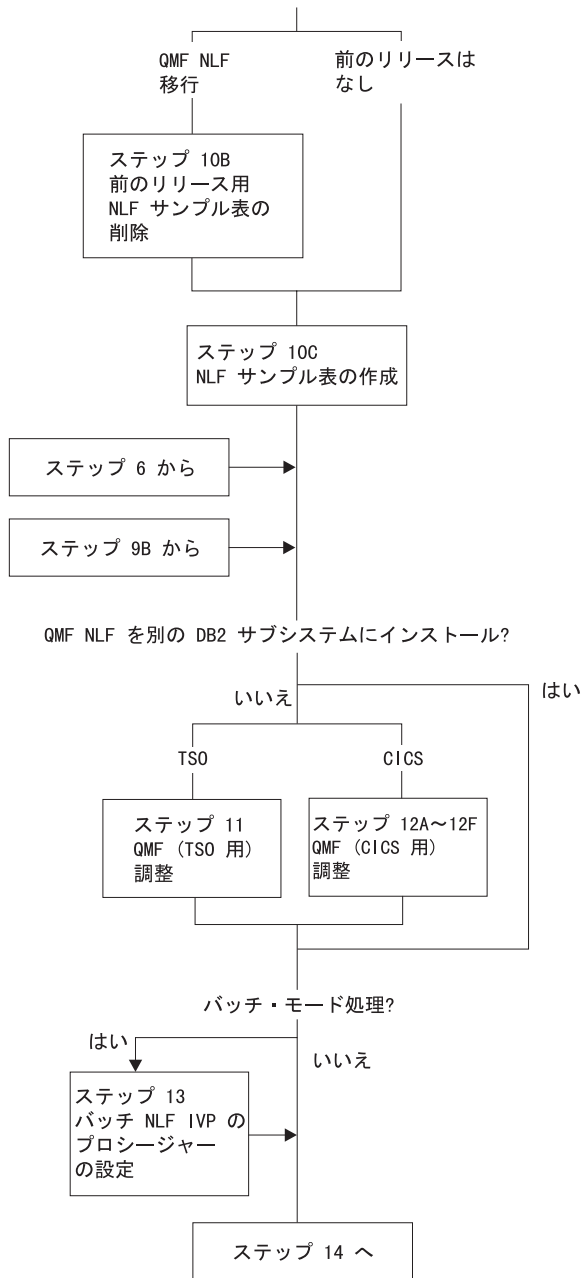 QMF NLF
移行
前のリリースは
なし
ステップ 10B
前のリリース用
NLF サンプル表の
削除
ステップ 10C
NLF サンプル表の作成
ステップ 6 から
ステップ 9B から
QMF NLF を別の DB2 サブシステムにインストール?
いいえ
はい
TSO
CICS
ステップ 11
QMF (TSO 用)
調整
ステップ 12A～12F
QMF (CICS 用)
調整
バッチ・モード処理?
はい
いいえ
ステップ 13
バッチ NLF IVP の
プロシージャー
の設定
ステップ 14 へ